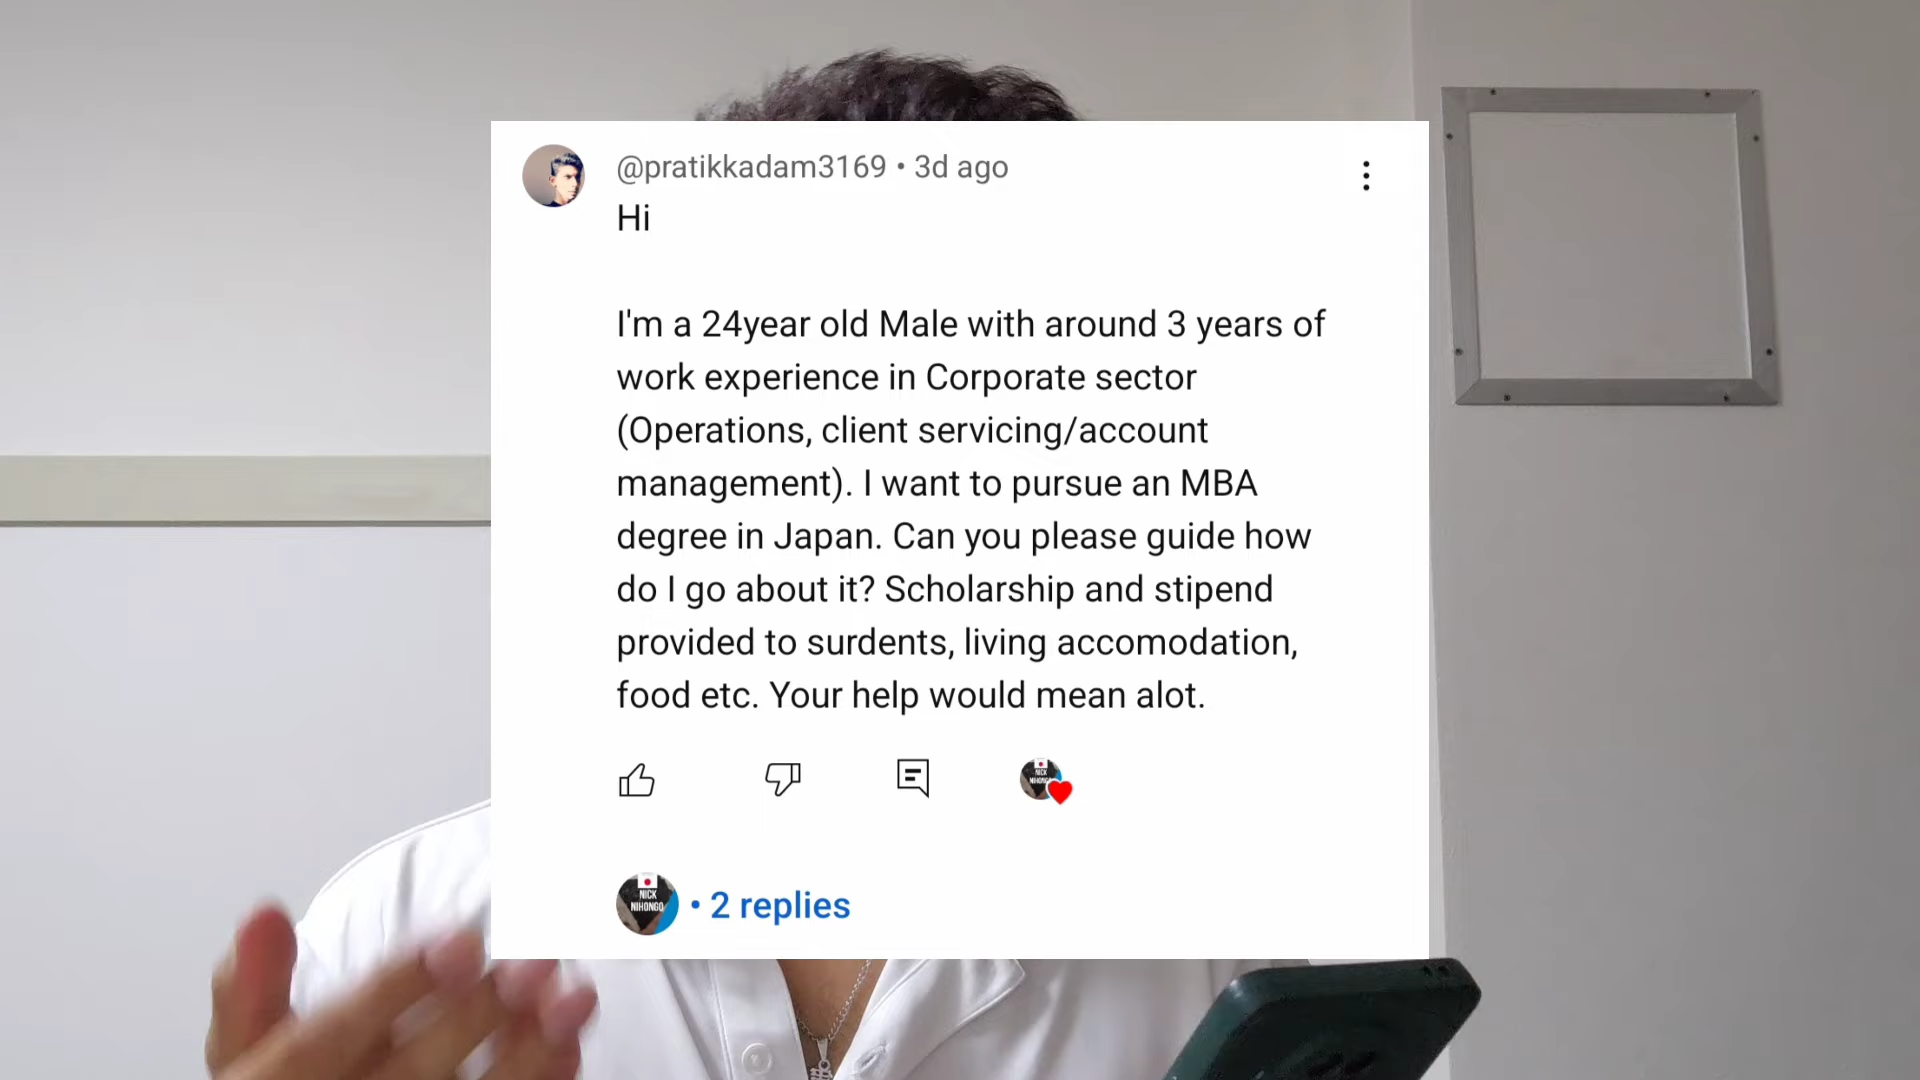 @pratikkadam3169 • 3d ago
Hi
I'm a 24year old Male with around 3 years of
work experience in Corporate sector
(Operations, client servicing/account
management). I want to pursue an MBA
degree in Japan. Can you please guide how
do I go about it? Scholarship and stipend
provided to surdents, living accomodation,
food etc. Your help would mean alot.
NICK
NIHONGO
NICK
NIHONGO
• 2 replies